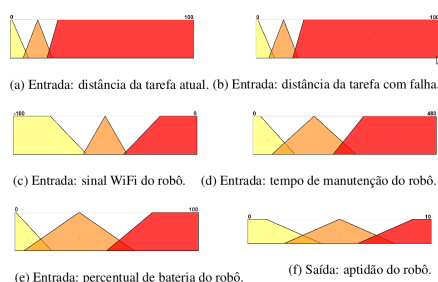 0 100
0 100
(a) Entrada: distância da tarefa atual. (b) Entrada: distância da tarefa com falha.
-100 0
0 480
(c) Entrada: sinal WiFi do robô.
(d) Entrada: tempo de manutenção do robô.
0 100
0 10
(e) Entrada: percentual de bateria do robô.
(f) Saída: aptidão do robô.